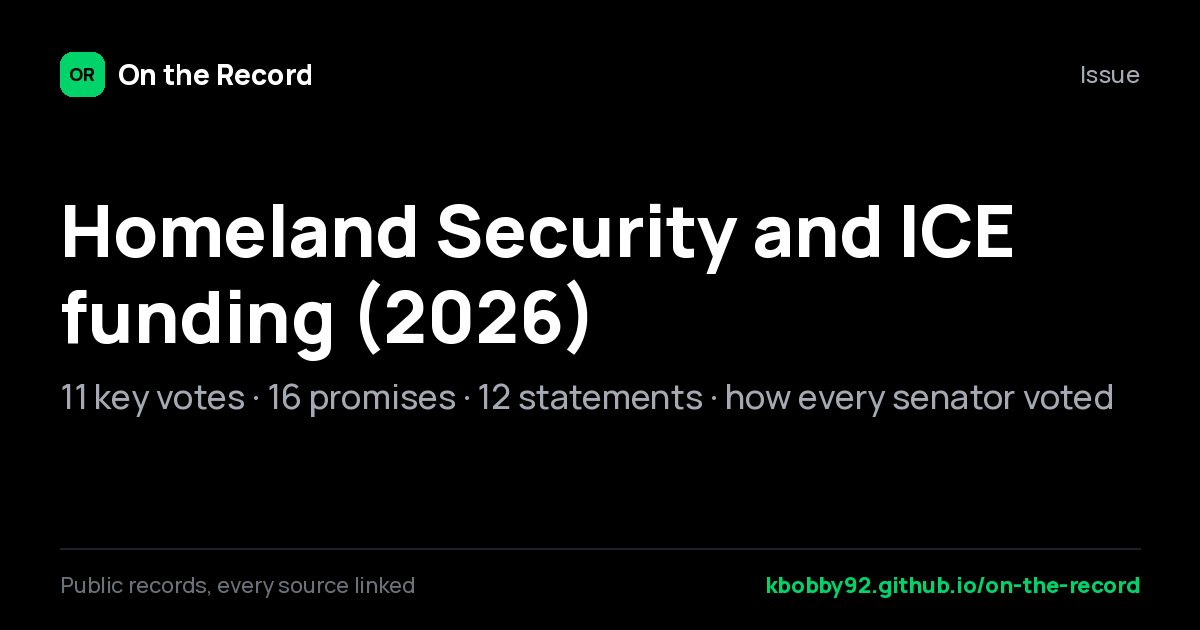 OR On the Record
Issue
Homeland Security and ICE
funding (2026)
11 key votes · 16 promises · 12 statements · how every senator voted
Public records, every source linked
kbobby92.github.io/on-the-record